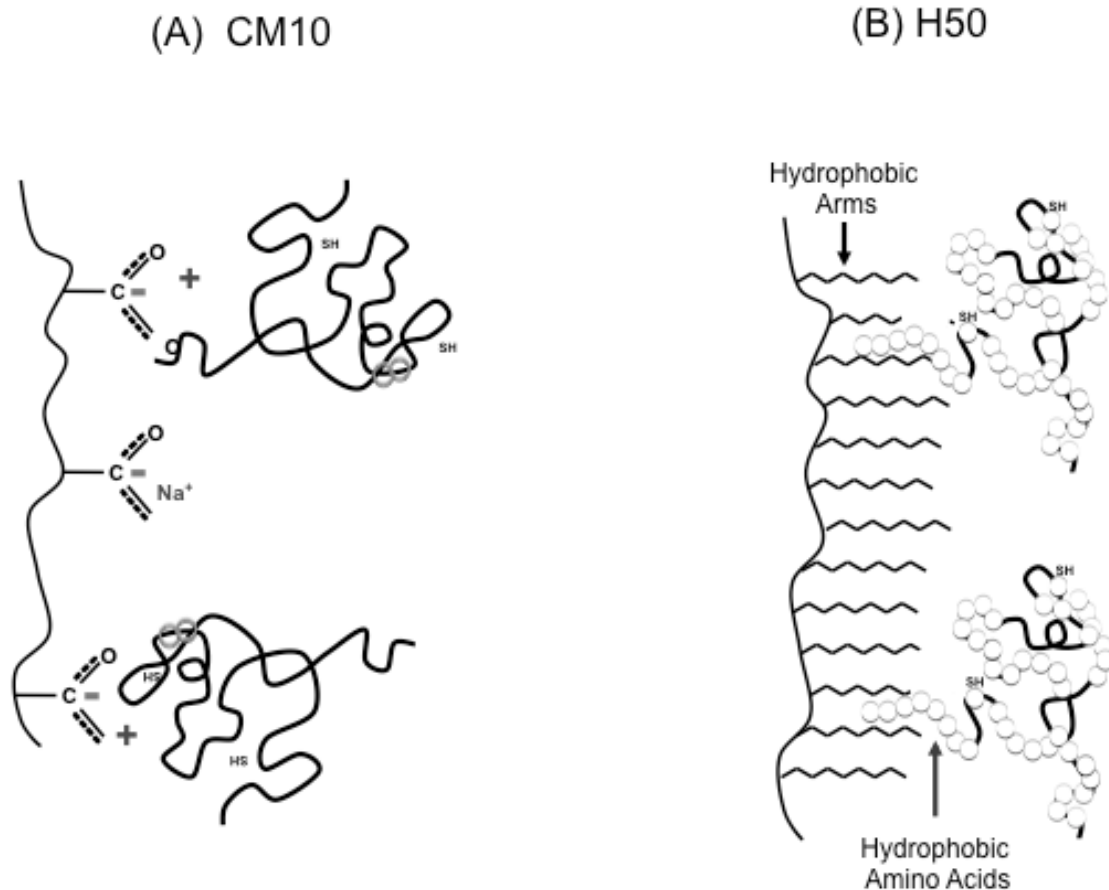 (A) CM10
(B) H50
O
+
C
O
SH
SH
O
C
Na+
O
C
+
HS
HS
Hydrophobic
Arms
SH
SH
SH
SH
Hydrophobic
Amino Acids